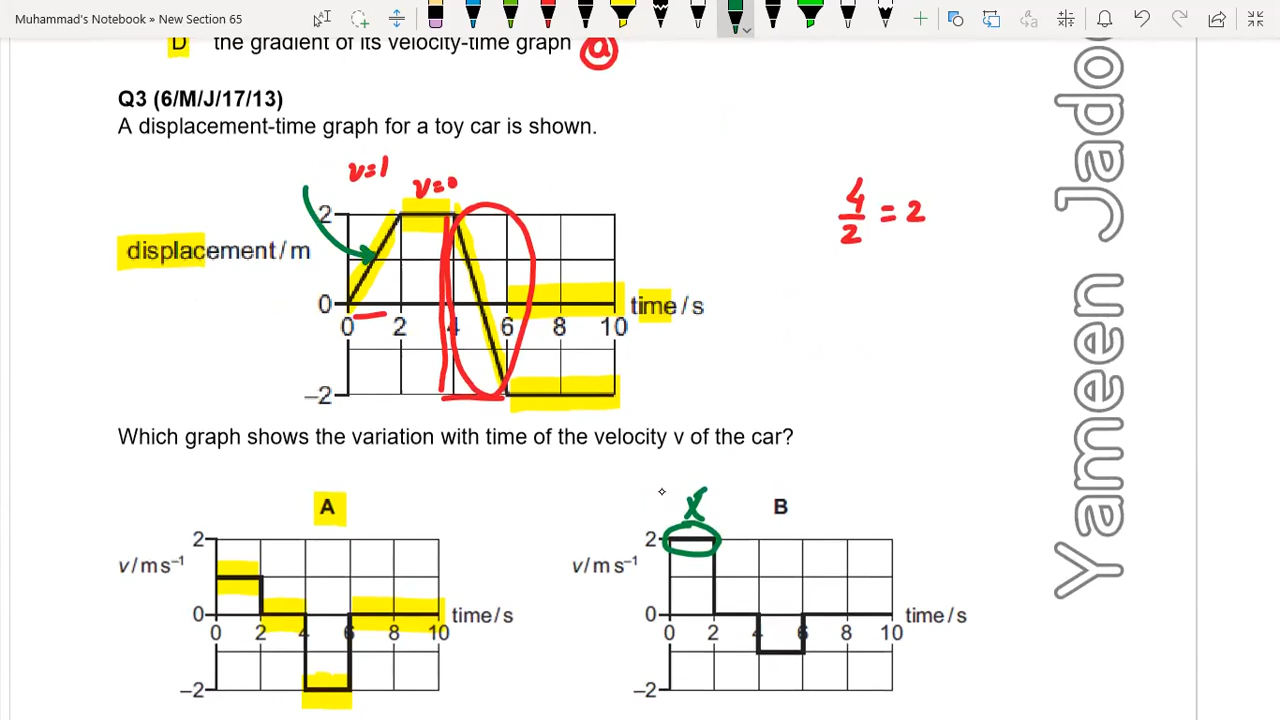 Muhammad's Notebook » New Section 65
D the gradient of its velocity-time graph a
Q3 (6/M/J/17/13)
A displacement-time graph for a toy car is shown.
v=1
v=0
4/2 = 2
2
displacement/m
0
time/s
0 2 4 6 8 10
–2
Which graph shows the variation with time of the velocity v of the car?
A
X
B
2
v/m s⁻¹
0
time/s
0 2 4 6 8 10
–2
2
v/m s⁻¹
0
time/s
0 2 4 6 8 10
–2
Yameen Jadoo